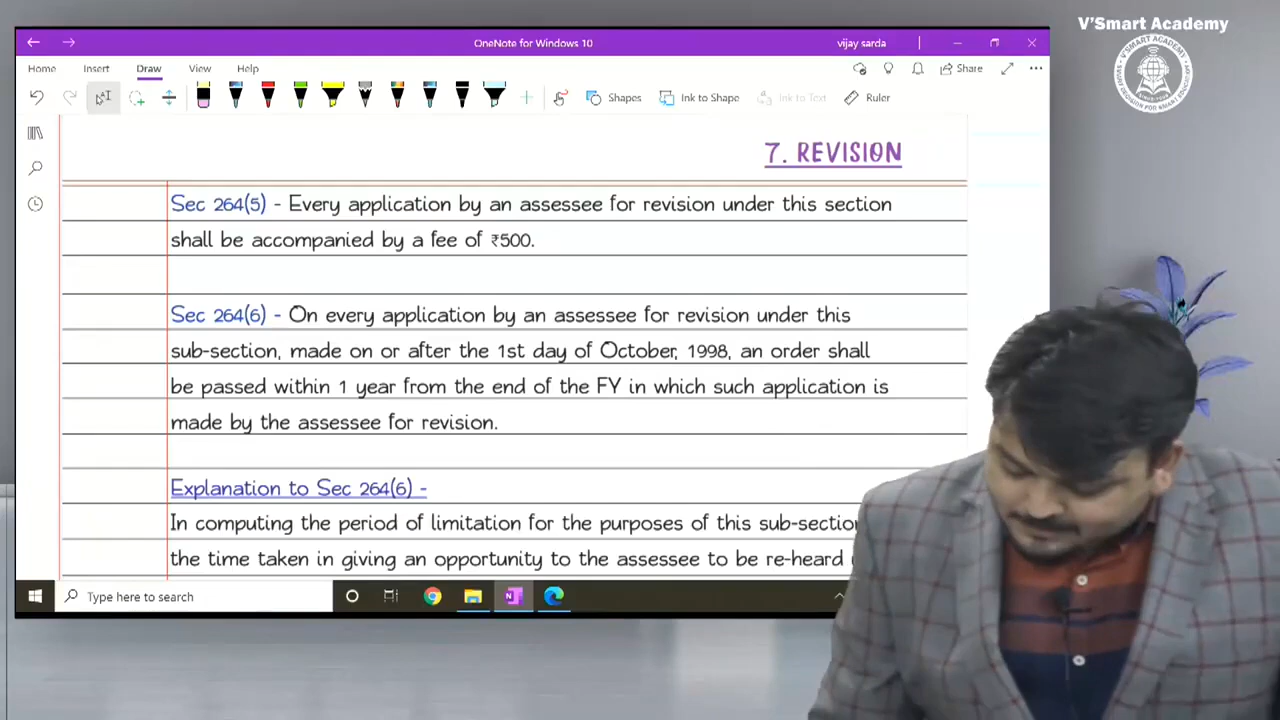 V'Smart Academy
OneNote for Windows 10
vijay sarda
Home Insert Draw View Help
Share
Shapes Ink to Shape Ink to Text Ruler
7. REVISION
Sec 264(5) - Every application by an assessee for revision under this section
shall be accompanied by a fee of ₹500.
Sec 264(6) - On every application by an assessee for revision under this
sub-section, made on or after the 1st day of October, 1998, an order shall
be passed within 1 year from the end of the FY in which such application is
made by the assessee for revision.
Explanation to Sec 264(6) -
In computing the period of limitation for the purposes of this sub-section
the time taken in giving an opportunity to the assessee to be re-heard
Type here to search